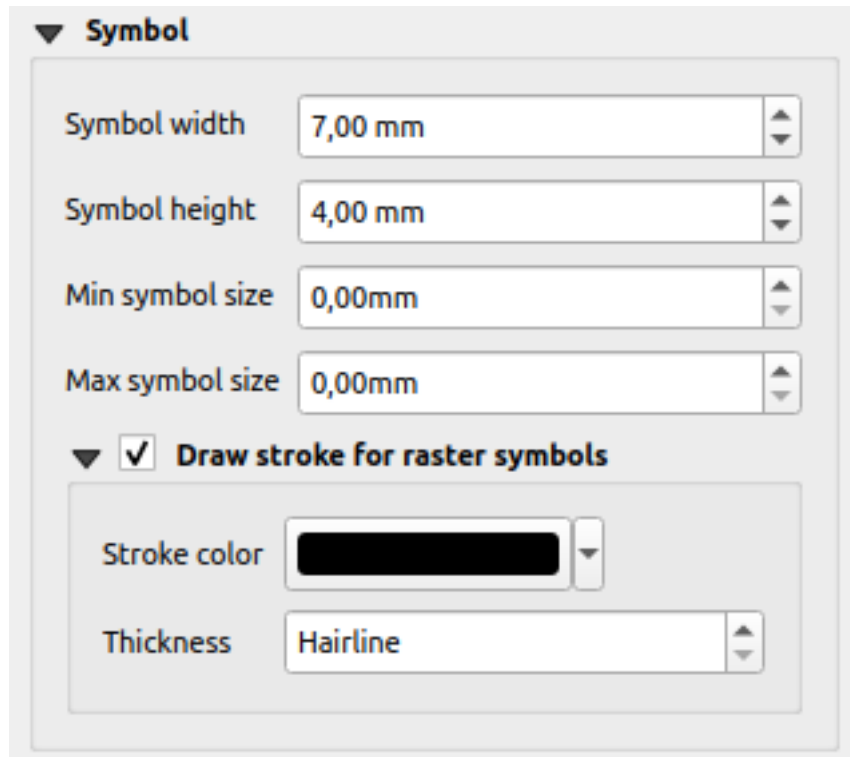 Symbol
Symbol width 7,00 mm
Symbol height 4,00 mm
Min symbol size 0,00mm
Max symbol size 0,00mm
Draw stroke for raster symbols
Stroke color
Thickness Hairline